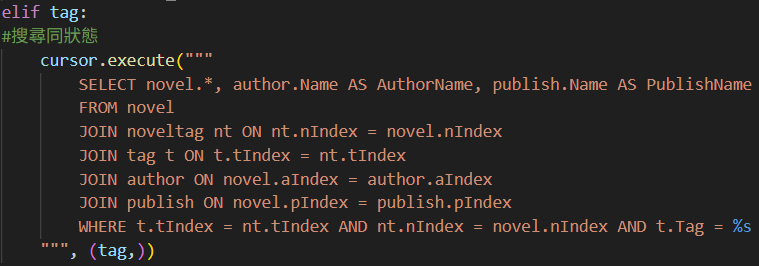 elif tag:
#搜尋同狀態
cursor.execute("""
SELECT novel.*, author.Name AS AuthorName, publish.Name AS PublishName
FROM novel
JOIN noveltag nt ON nt.nIndex = novel.nIndex
JOIN tag t ON t.tIndex = nt.tIndex
JOIN author ON novel.aIndex = author.aIndex
JOIN publish ON novel.pIndex = publish.pIndex
WHERE t.tIndex = nt.tIndex AND nt.nIndex = novel.nIndex AND t.Tag = %s
""", (tag,))